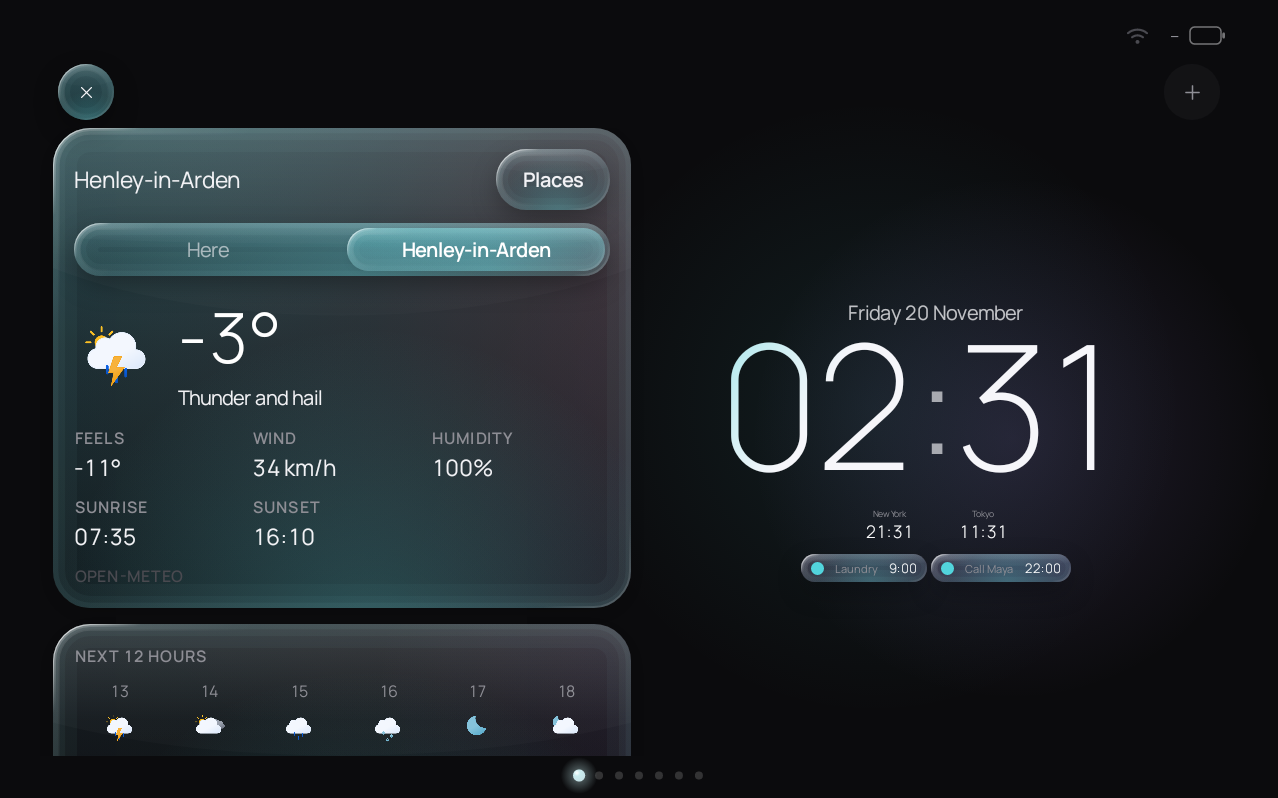 –
Henley-in-Arden
Places
Here
Henley-in-Arden
-3°
Thunder and hail
FEELS
WIND
HUMIDITY
-11°
34 km/h
100%
SUNRISE
SUNSET
07:35
16:10
OPEN-METEO
NEXT 12 HOURS
13 14 15 16 17 18
Friday 20 November
02:31
New York
Tokyo
21:31
11:31
Laundry 9:00
Call Maya 22:00